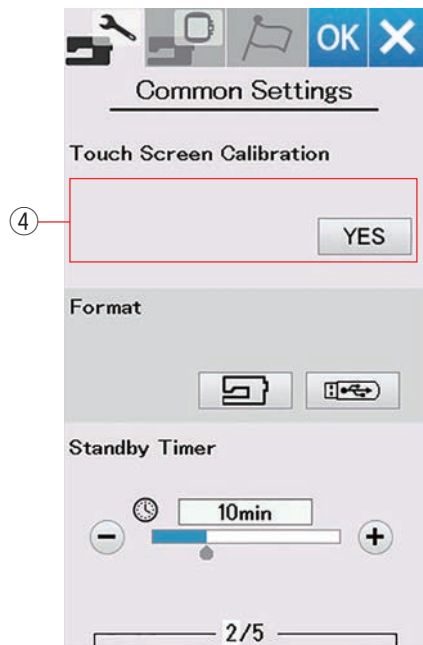 OK
Common Settings
Touch Screen Calibration
④
YES
Format
Standby Timer
10min
2/5